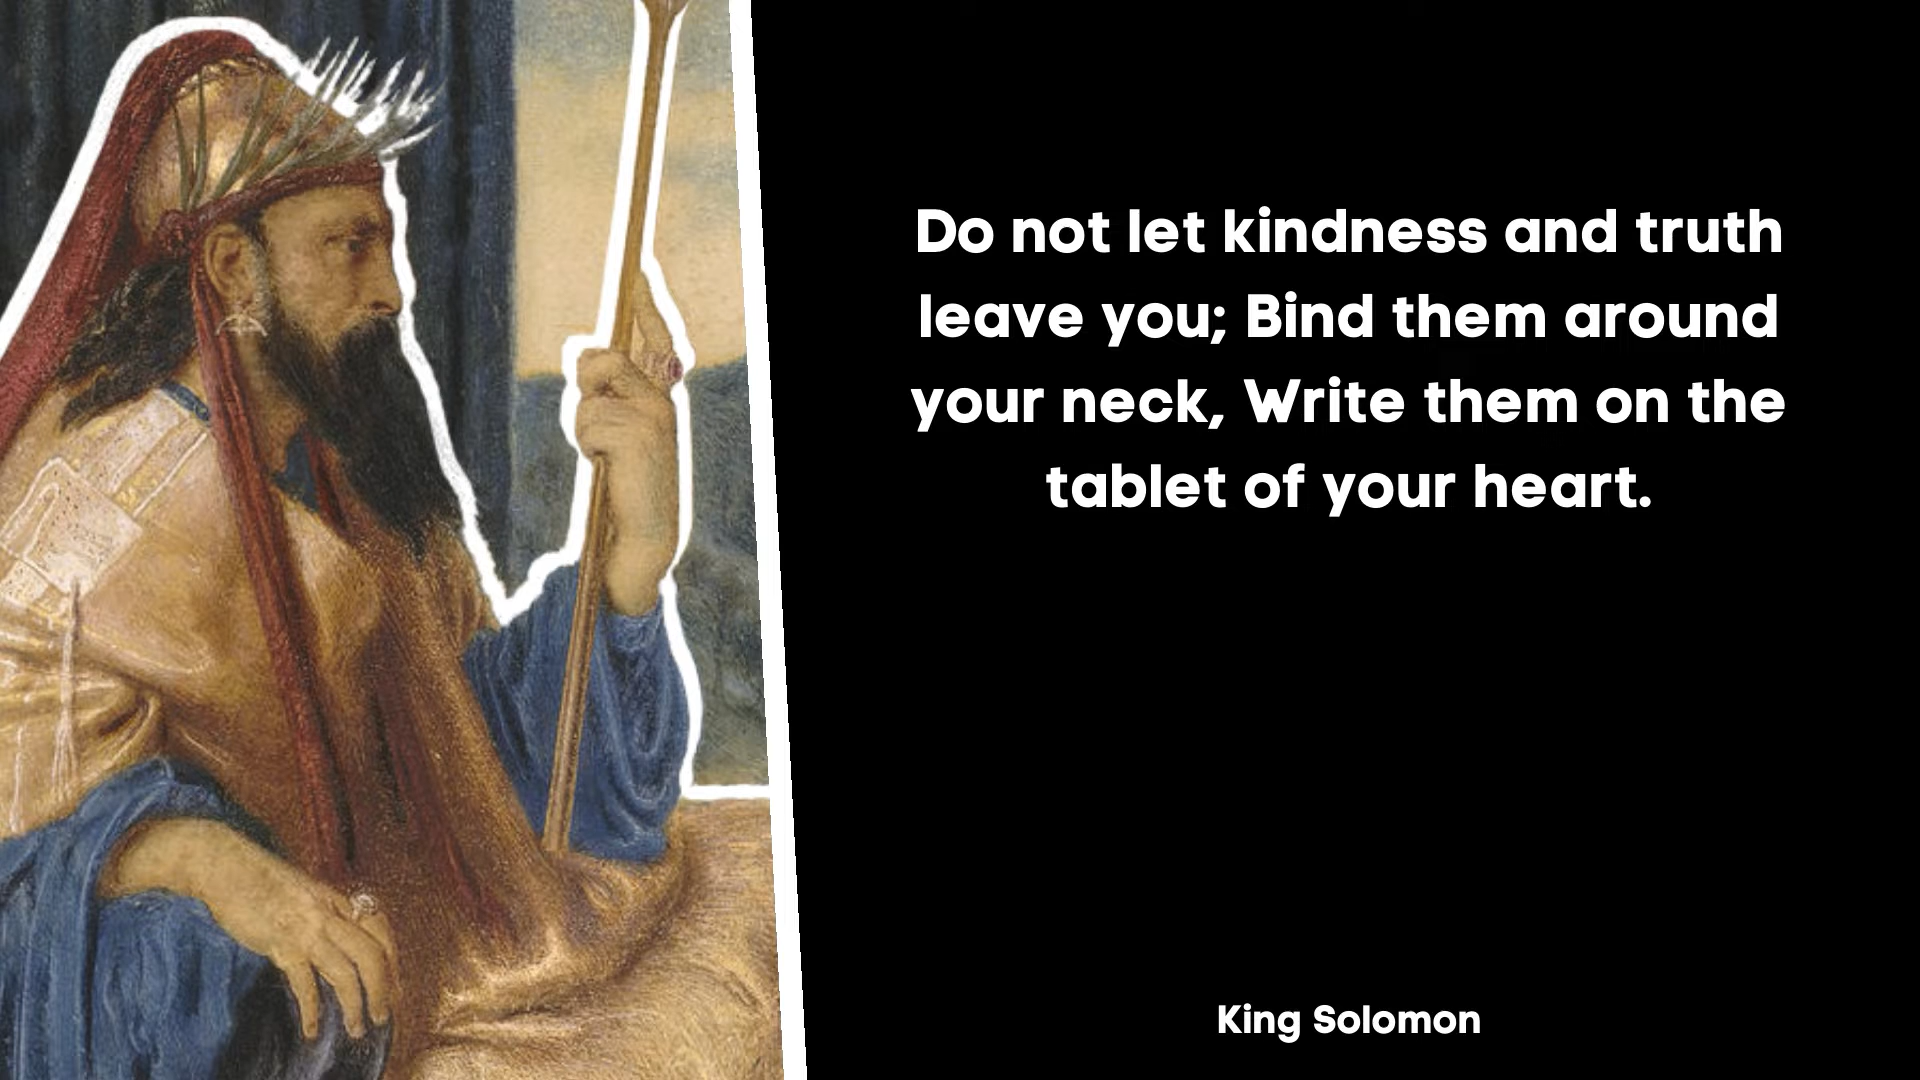 Do not let kindness and truth
leave you; Bind them around
your neck, Write them on the
tablet of your heart.
King Solomon